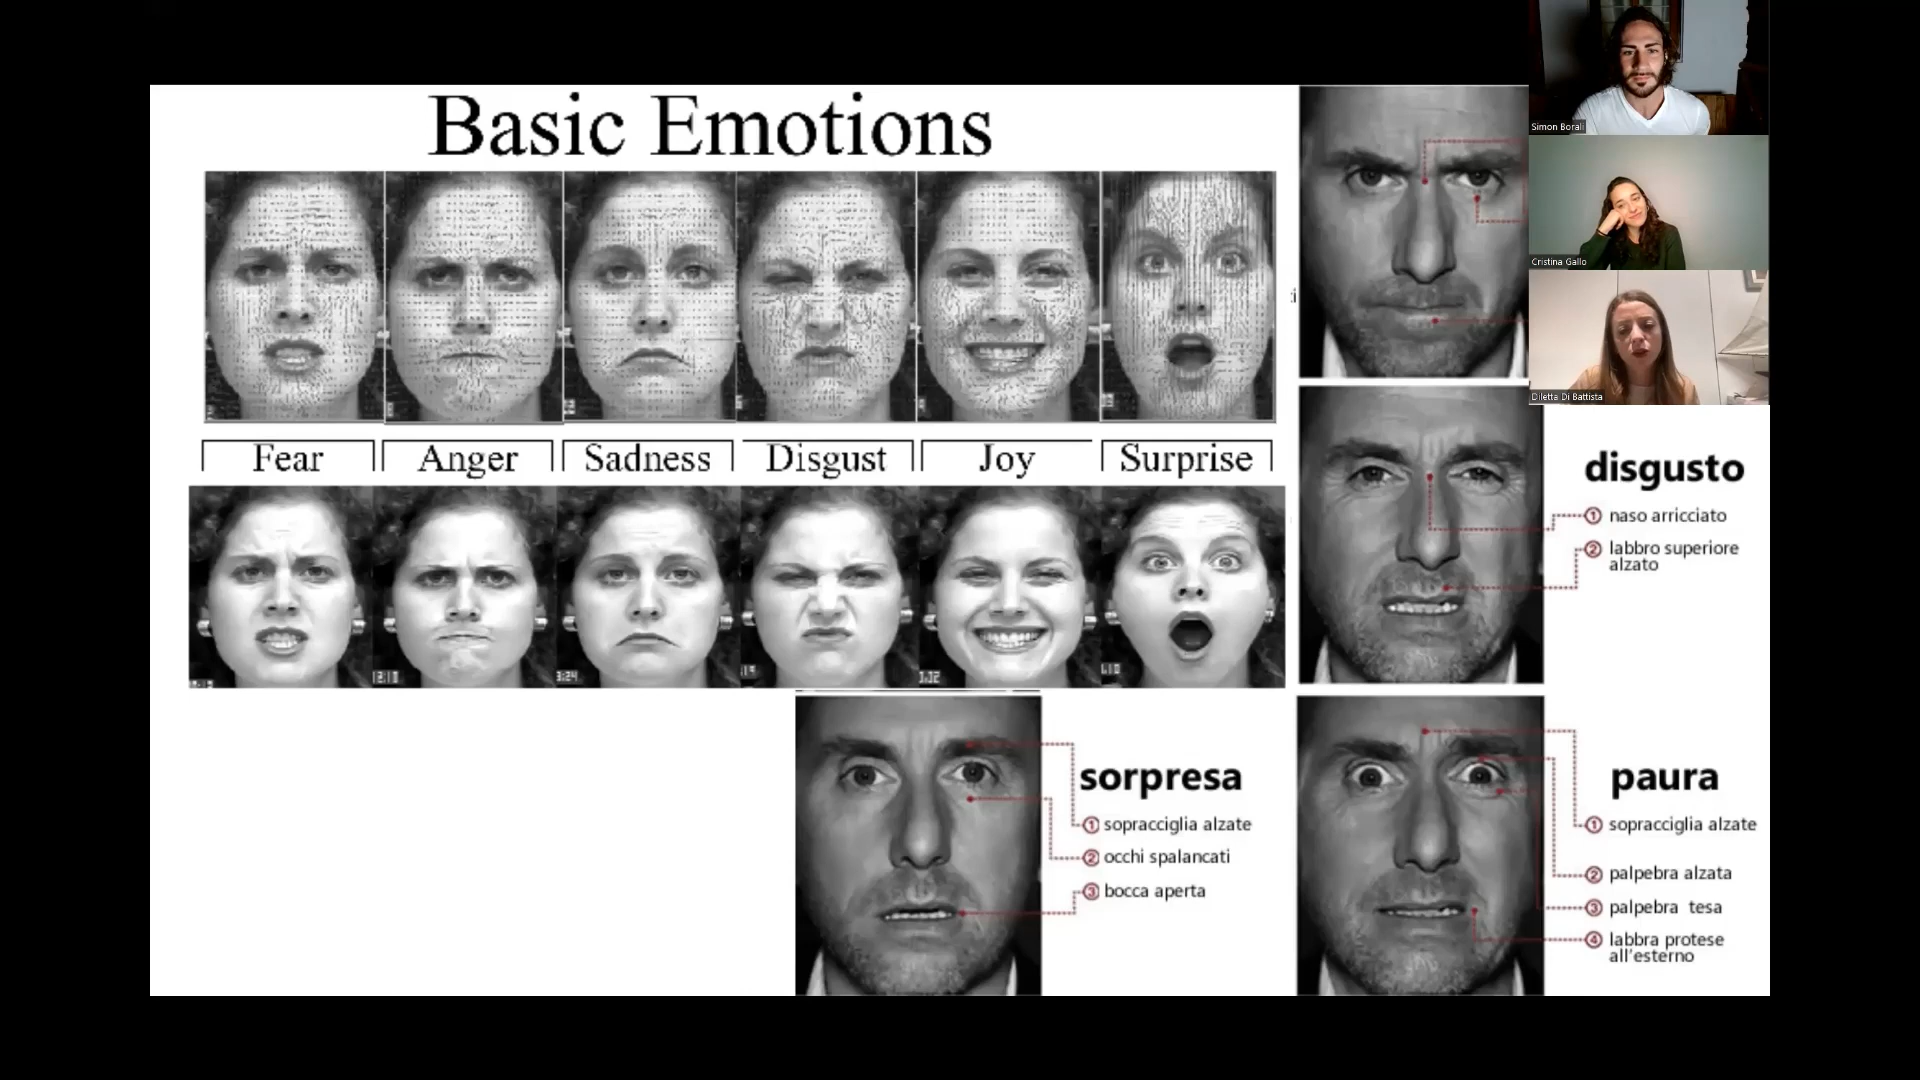 Basic Emotions
Fear
Anger
Sadness
Disgust
Joy
Surprise
Simon Borali
Cristina Gallo
Diletta Di Battista
disgusto
1 naso arricciato
2 labbro superiore
alzato
sorpresa
1 sopracciglia alzate
2 occhi spalancati
3 bocca aperta
paura
1 sopracciglia alzate
2 palpebra alzata
3 palpebra tesa
4 labbra protese
all'esterno